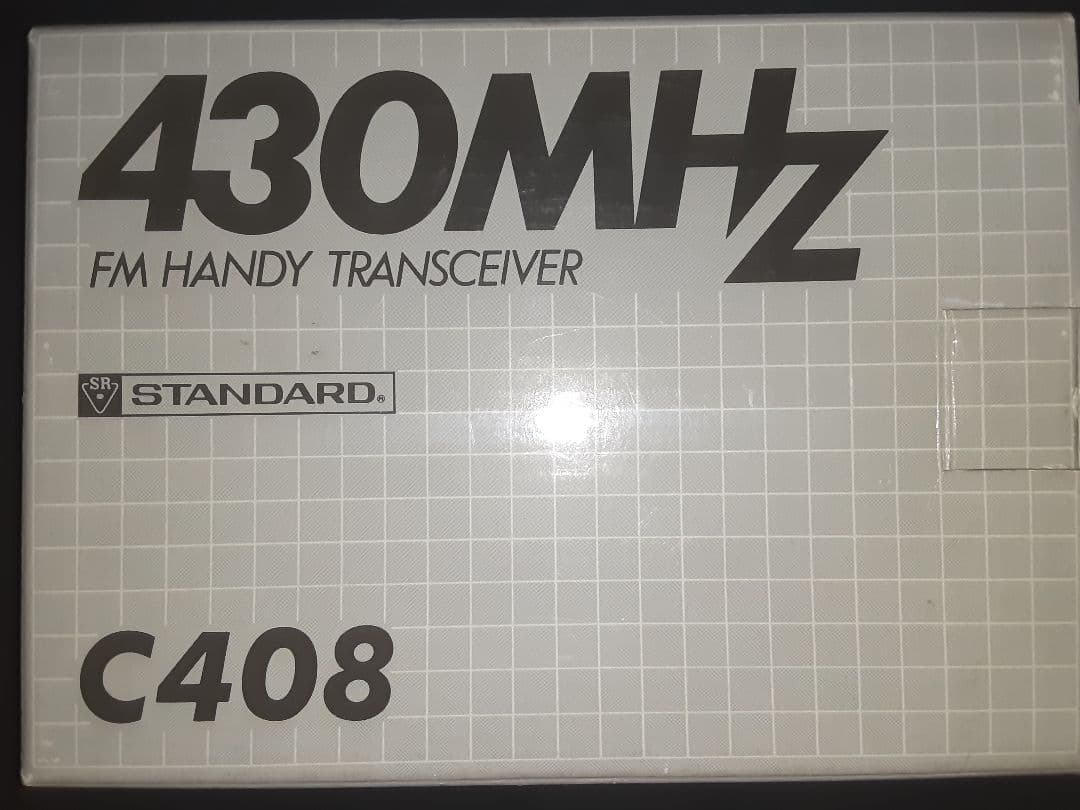 430MHz
FM HANDY TRANSCEIVER
SR STANDARD®
C408